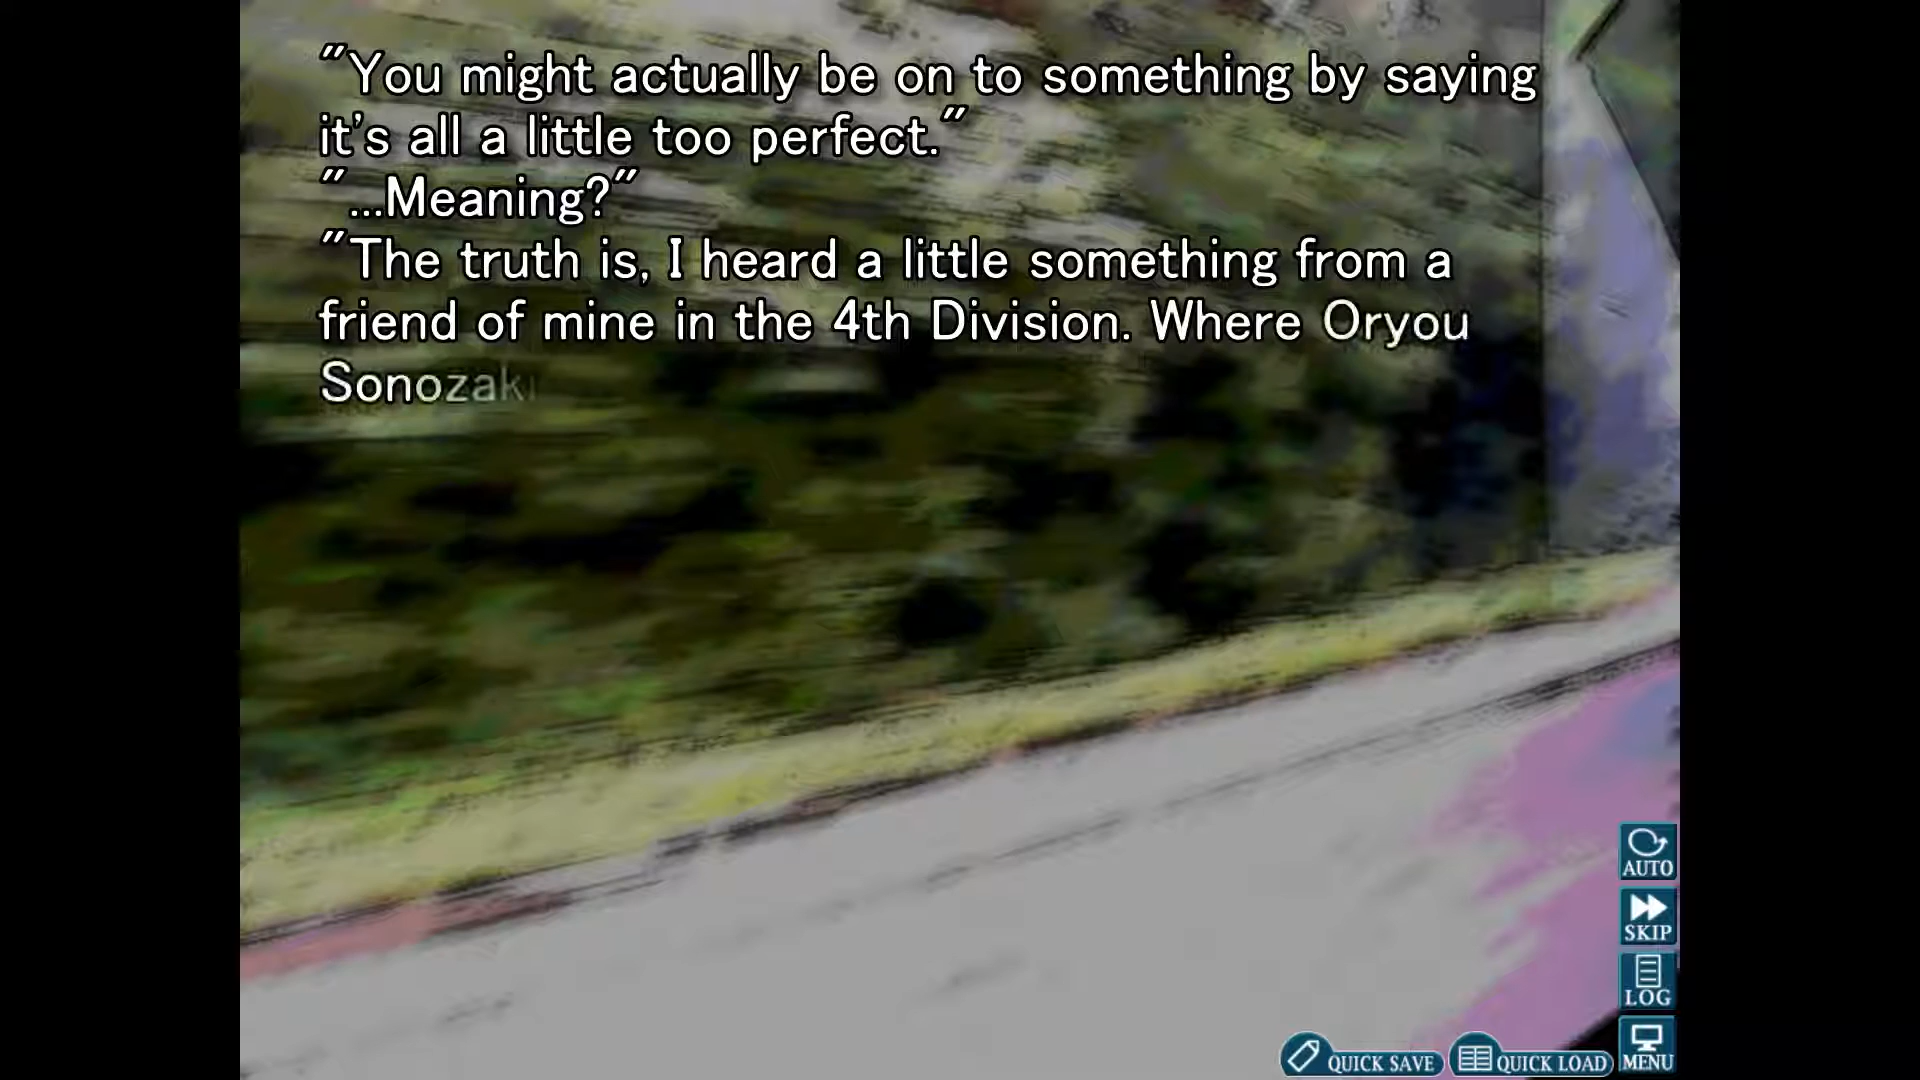 "You might actually be on to something by saying
it's all a little too perfect."
"...Meaning?"
"The truth is, I heard a little something from a
friend of mine in the 4th Division. Where Oryou
Sonozaki
AUTO
SKIP
LOG
MENU
QUICK SAVE
QUICK LOAD